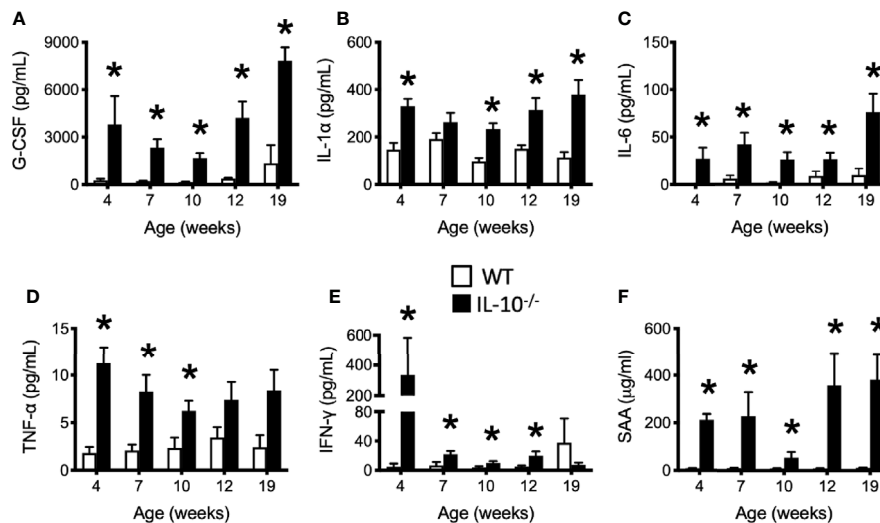 A
G-CSF (pg/mL)
9000
6000
3000
0
* * * * *
4 7 10 12 19
Age (weeks)
B
IL-1α (pg/mL)
600
400
200
0
* * * *
4 7 10 12 19
Age (weeks)
C
IL-6 (pg/mL)
150
100
50
0
* * * * *
4 7 10 12 19
Age (weeks)
WT
IL-10-/-
D
TNF-α (pg/mL)
15
10
5
0
* * *
4 7 10 12 19
Age (weeks)
E
IFN-γ (pg/mL)
800
600
400
200
80
40
0
* * * *
4 7 10 12 19
Age (weeks)
F
SAA (µg/ml)
600
400
200
0
* * * * *
4 7 10 12 19
Age (weeks)